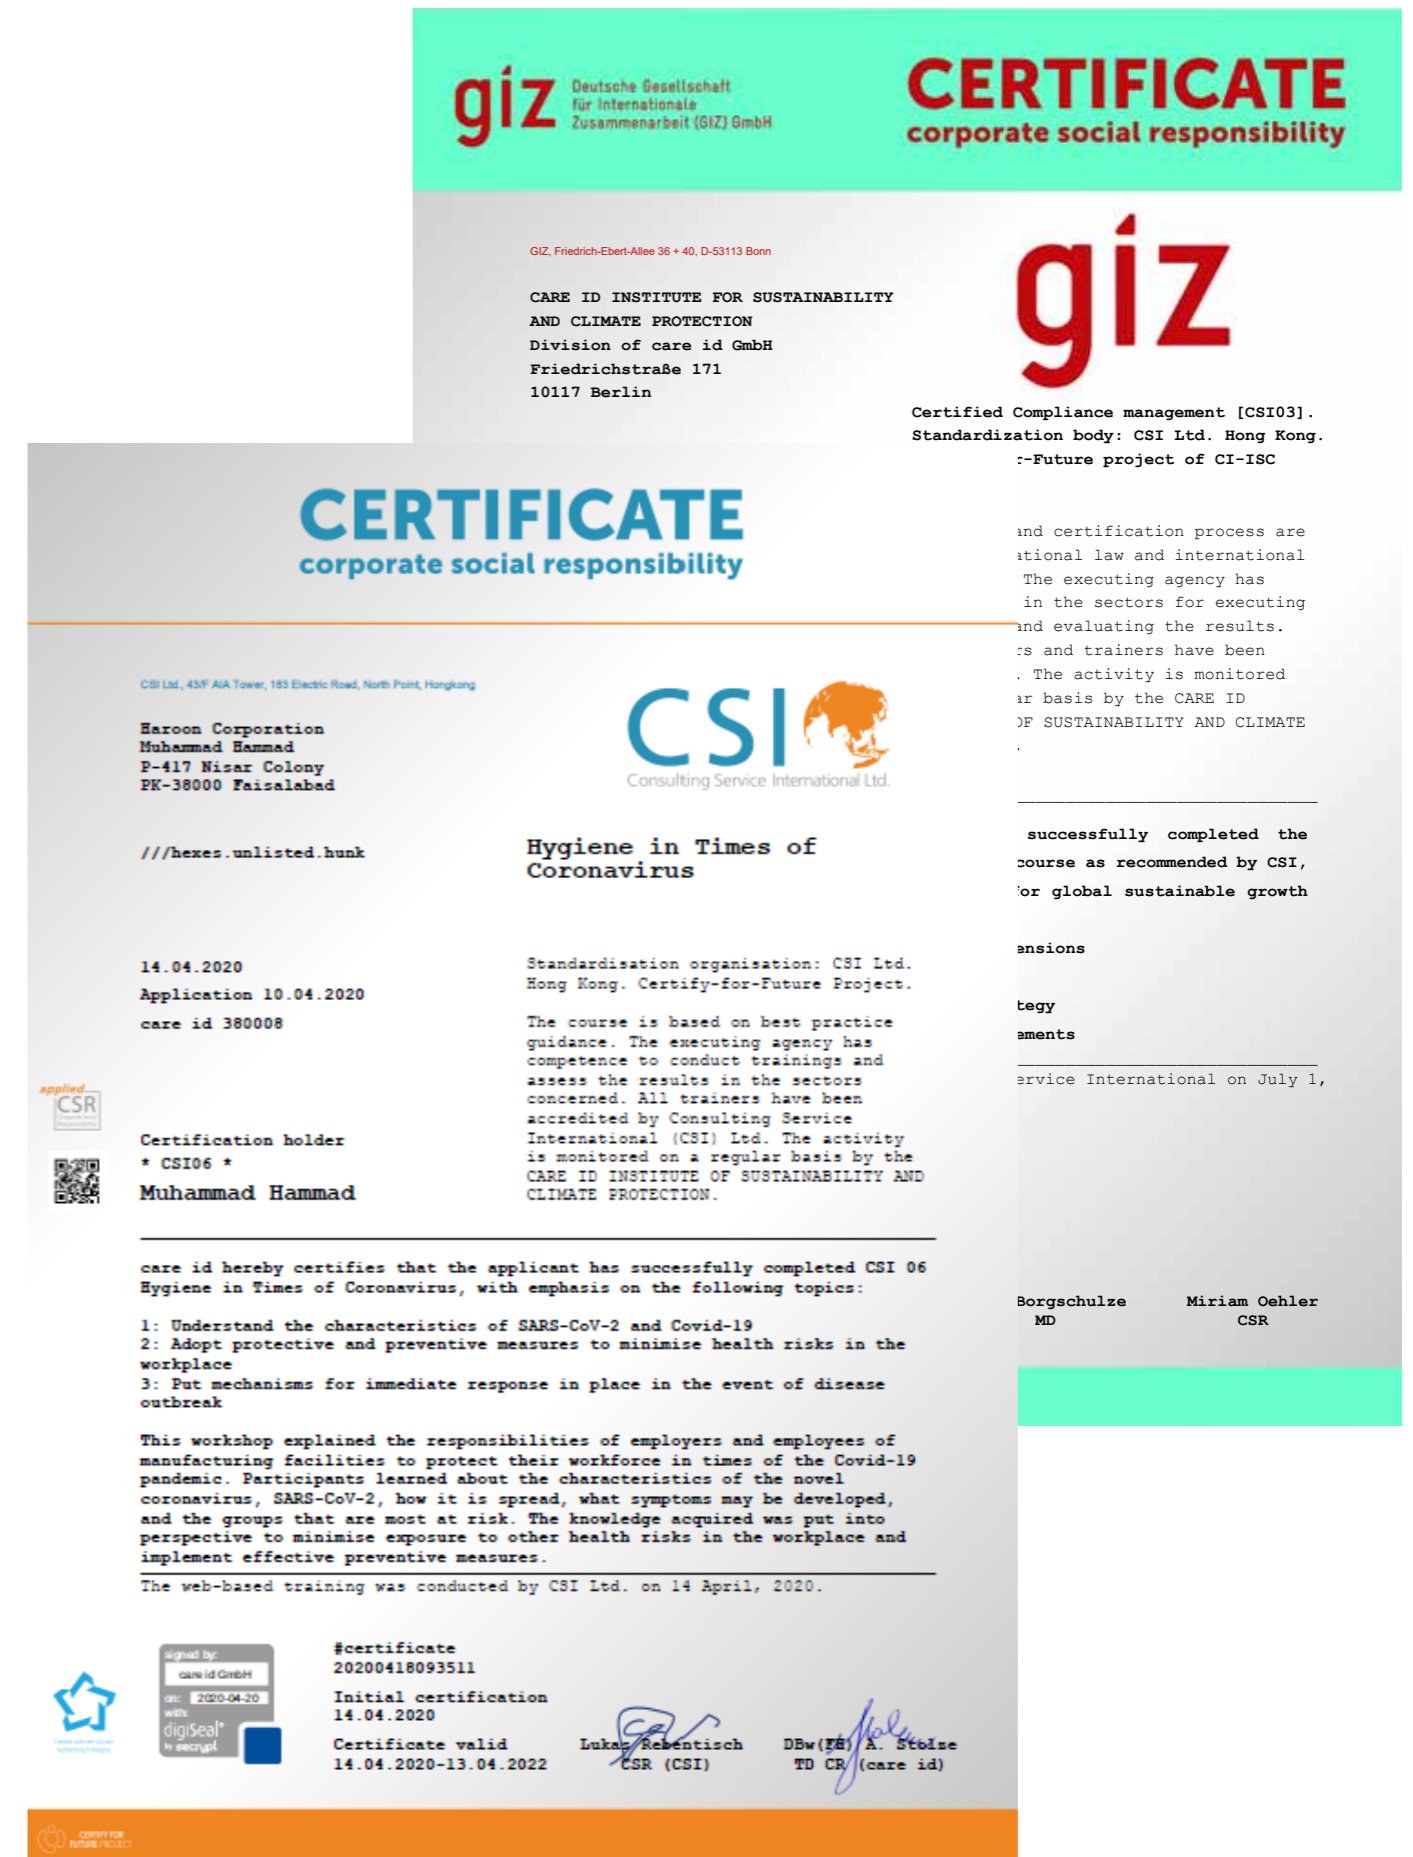 giz Deutsche Gesellschaft
für Internationale
Zusammenarbeit (GIZ) GmbH
CERTIFICATE
corporate social responsibility
GIZ, Friedrich-Ebert-Allee 36 + 40, D-53113 Bonn
giz
CARE ID INSTITUTE FOR SUSTAINABILITY
AND CLIMATE PROTECTION
Division of care id GmbH
Friedrichstraße 171
10117 Berlin
Certified Compliance management [CSI03].
Standardization body: CSI Ltd. Hong Kong.
r-Future project of CI-ISC
and certification process are
ational law and international
The executing agency has
in the sectors for executing
and evaluating the results.
rs and trainers have been
. The activity is monitored
ar basis by the CARE ID
OF SUSTAINABILITY AND CLIMATE
.
successfully completed the
course as recommended by CSI,
for global sustainable growth
ensions
tegy
ements
ervice International on July 1,
Borgschulze
MD
Miriam Oehler
CSR
CERTIFICATE
corporate social responsibility
CSI Ltd., 43/F AIA Tower, 183 Electric Road, North Point, Hongkong
CSI
Consulting Service International Ltd.
Haroon Corporation
Muhammad Hammad
P-417 Nisar Colony
PK-38000 Faisalabad
///hexes.unlisted.hunk
Hygiene in Times of
Coronavirus
14.04.2020
Application 10.04.2020
care id 380008
Standardisation organisation: CSI Ltd.
Hong Kong. Certify-for-Future Project.
The course is based on best practice
guidance. The executing agency has
competence to conduct trainings and
assess the results in the sectors
concerned. All trainers have been
accredited by Consulting Service
International (CSI) Ltd. The activity
is monitored on a regular basis by the
CARE ID INSTITUTE OF SUSTAINABILITY AND
CLIMATE PROTECTION.
applied
CSR
Corporate Social
Responsibility
Certification holder
* CSI06 *
Muhammad Hammad
care id hereby certifies that the applicant has successfully completed CSI 06
Hygiene in Times of Coronavirus, with emphasis on the following topics:
1: Understand the characteristics of SARS-CoV-2 and Covid-19
2: Adopt protective and preventive measures to minimise health risks in the
workplace
3: Put mechanisms for immediate response in place in the event of disease
outbreak
This workshop explained the responsibilities of employers and employees of
manufacturing facilities to protect their workforce in times of the Covid-19
pandemic. Participants learned about the characteristics of the novel
coronavirus, SARS-CoV-2, how it is spread, what symptoms may be developed,
and the groups that are most at risk. The knowledge acquired was put into
perspective to minimise exposure to other health risks in the workplace and
implement effective preventive measures.
The web-based training was conducted by CSI Ltd. on 14 April, 2020.
signed by:
care id GmbH
on: 2020-04-20
with:
digiSeal®
by secrypt
#certificate
20200418093511
Initial certification
14.04.2020
Certificate valid
14.04.2020-13.04.2022
Lukas Rebentisch
CSR (CSI)
DBw(FH) A. Stolze
TD CR (care id)
CERTIFY FOR
FUTURE PROJECT